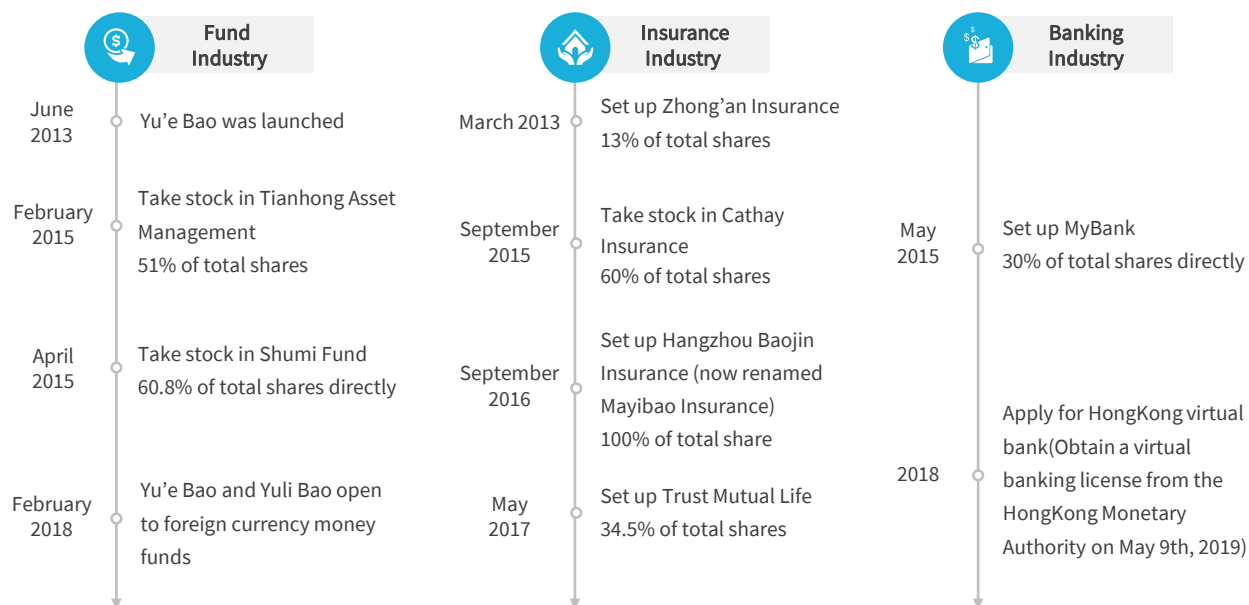 Fund
Industry
June
2013
Yu'e Bao was launched
February
2015
Take stock in Tianhong Asset
Management
51% of total shares
April
2015
Take stock in Shumi Fund
60.8% of total shares directly
February
2018
Yu'e Bao and Yuli Bao open
to foreign currency money
funds
Insurance
Industry
March 2013
Set up Zhong'an Insurance
13% of total shares
September
2015
Take stock in Cathay
Insurance
60% of total shares
September
2016
Set up Hangzhou Baojin
Insurance (now renamed
Mayibao Insurance)
100% of total share
May
2017
Set up Trust Mutual Life
34.5% of total shares
Banking
Industry
May
2015
Set up MyBank
30% of total shares directly
2018
Apply for HongKong virtual
bank(Obtain a virtual
banking license from the
HongKong Monetary
Authority on May 9th, 2019)